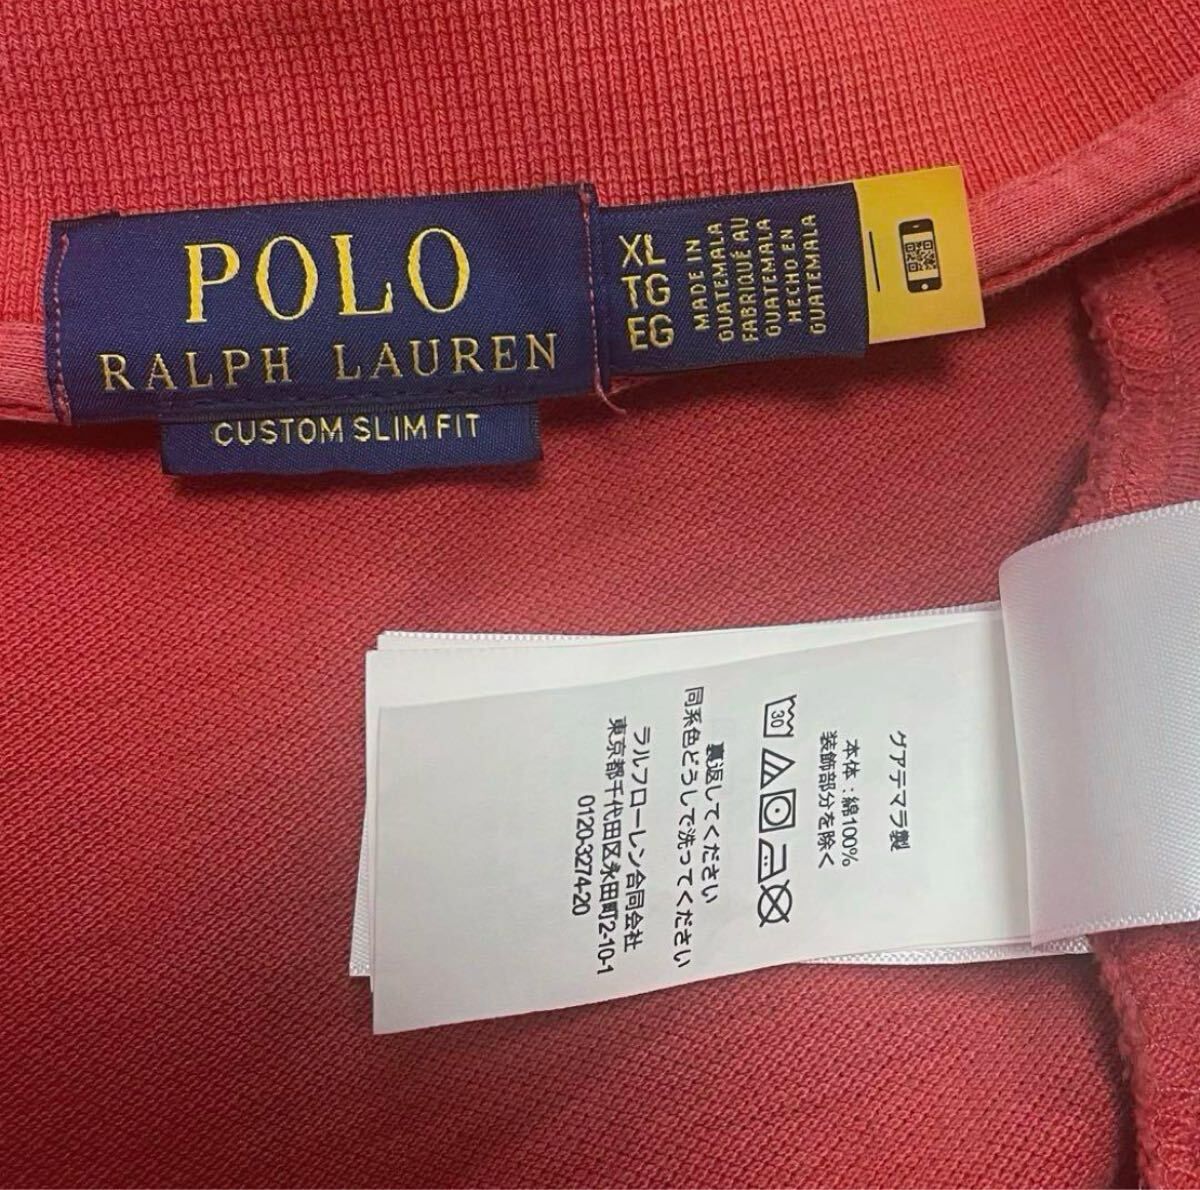 POLO
RALPH LAUREN
CUSTOM SLIM FIT
XL
TG
EG
MADE IN
GUATEMALA
FABRIQUÉ AU
GUATEMALA
HECHO EN
GUATEMALA
グアテマラ製
本体：綿100%
装飾部分を除く
30
裏返してください
同系色どうしで洗ってください
ラルフローレン合同会社
東京都千代田区永田町2-10-1
0120-3274-20